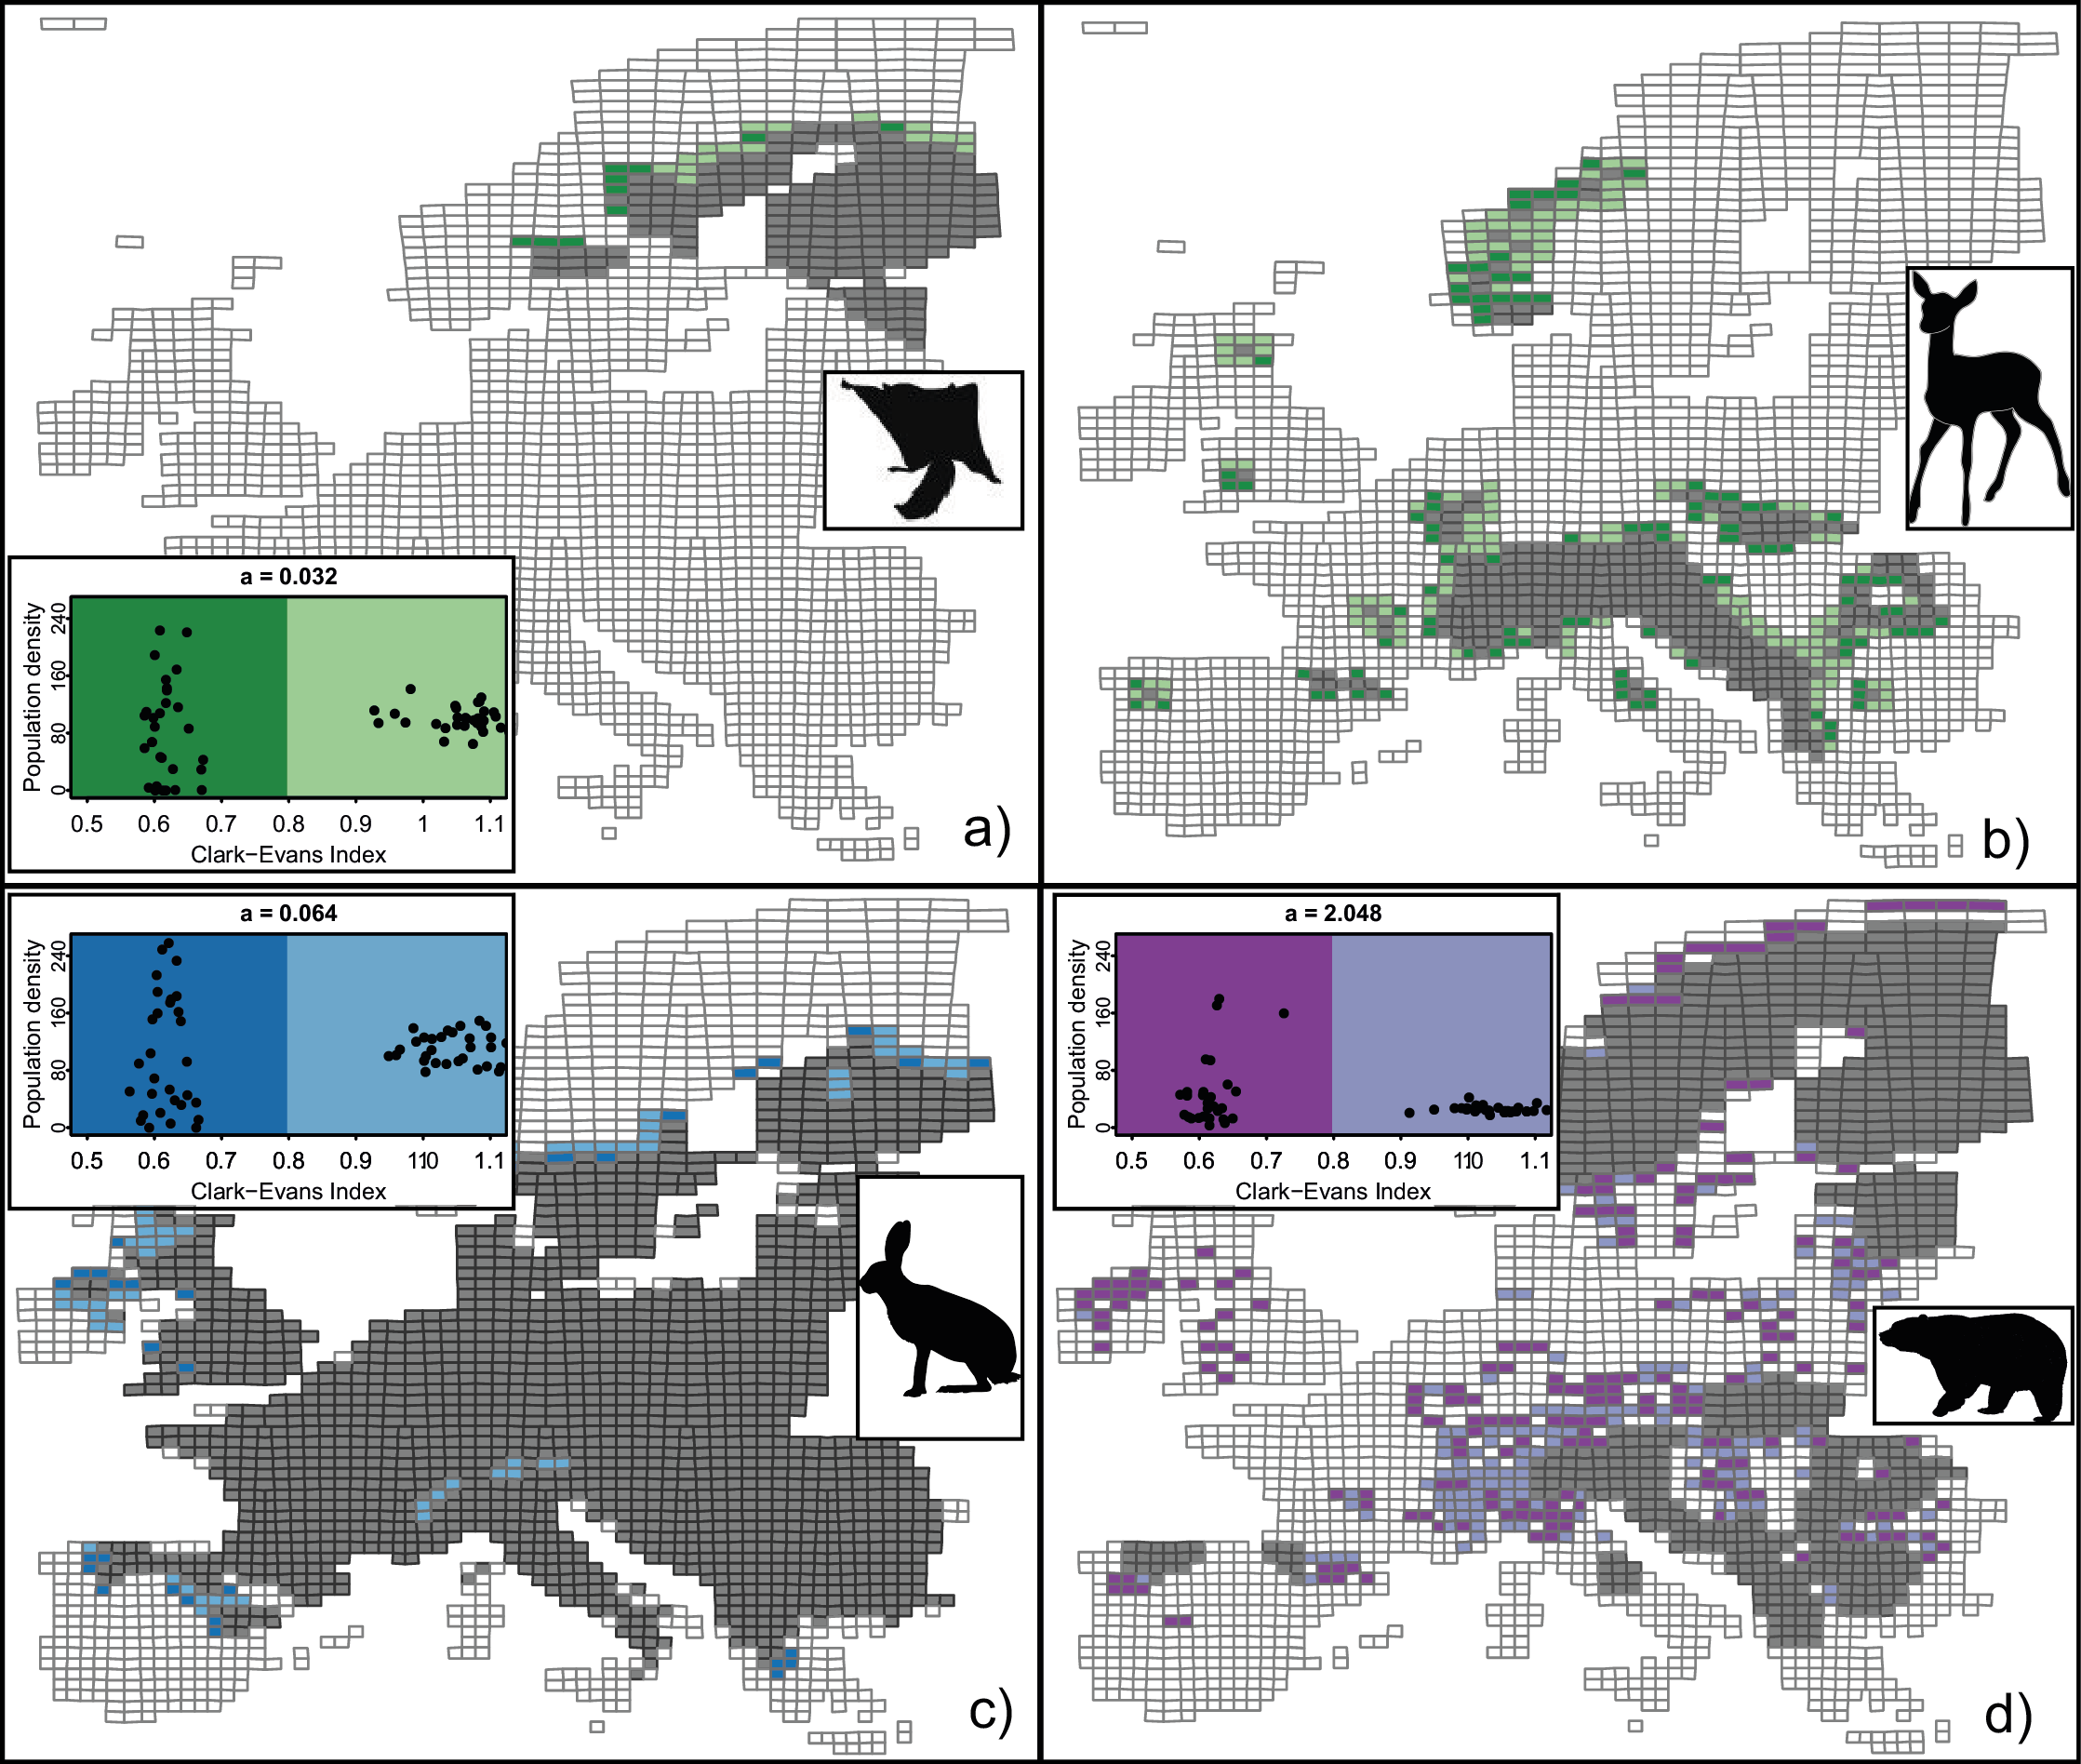 a = 0.032
Population density
240
160
80
0
0.5 0.6 0.7 0.8 0.9 1 1.1
Clark−Evans Index
a)
b)
a = 0.064
Population density
240
160
80
0
0.5 0.6 0.7 0.8 0.9 110 1.1
Clark−Evans Index
c)
a = 2.048
Population density
240
160
80
0
0.5 0.6 0.7 0.8 0.9 110 1.1
Clark−Evans Index
d)